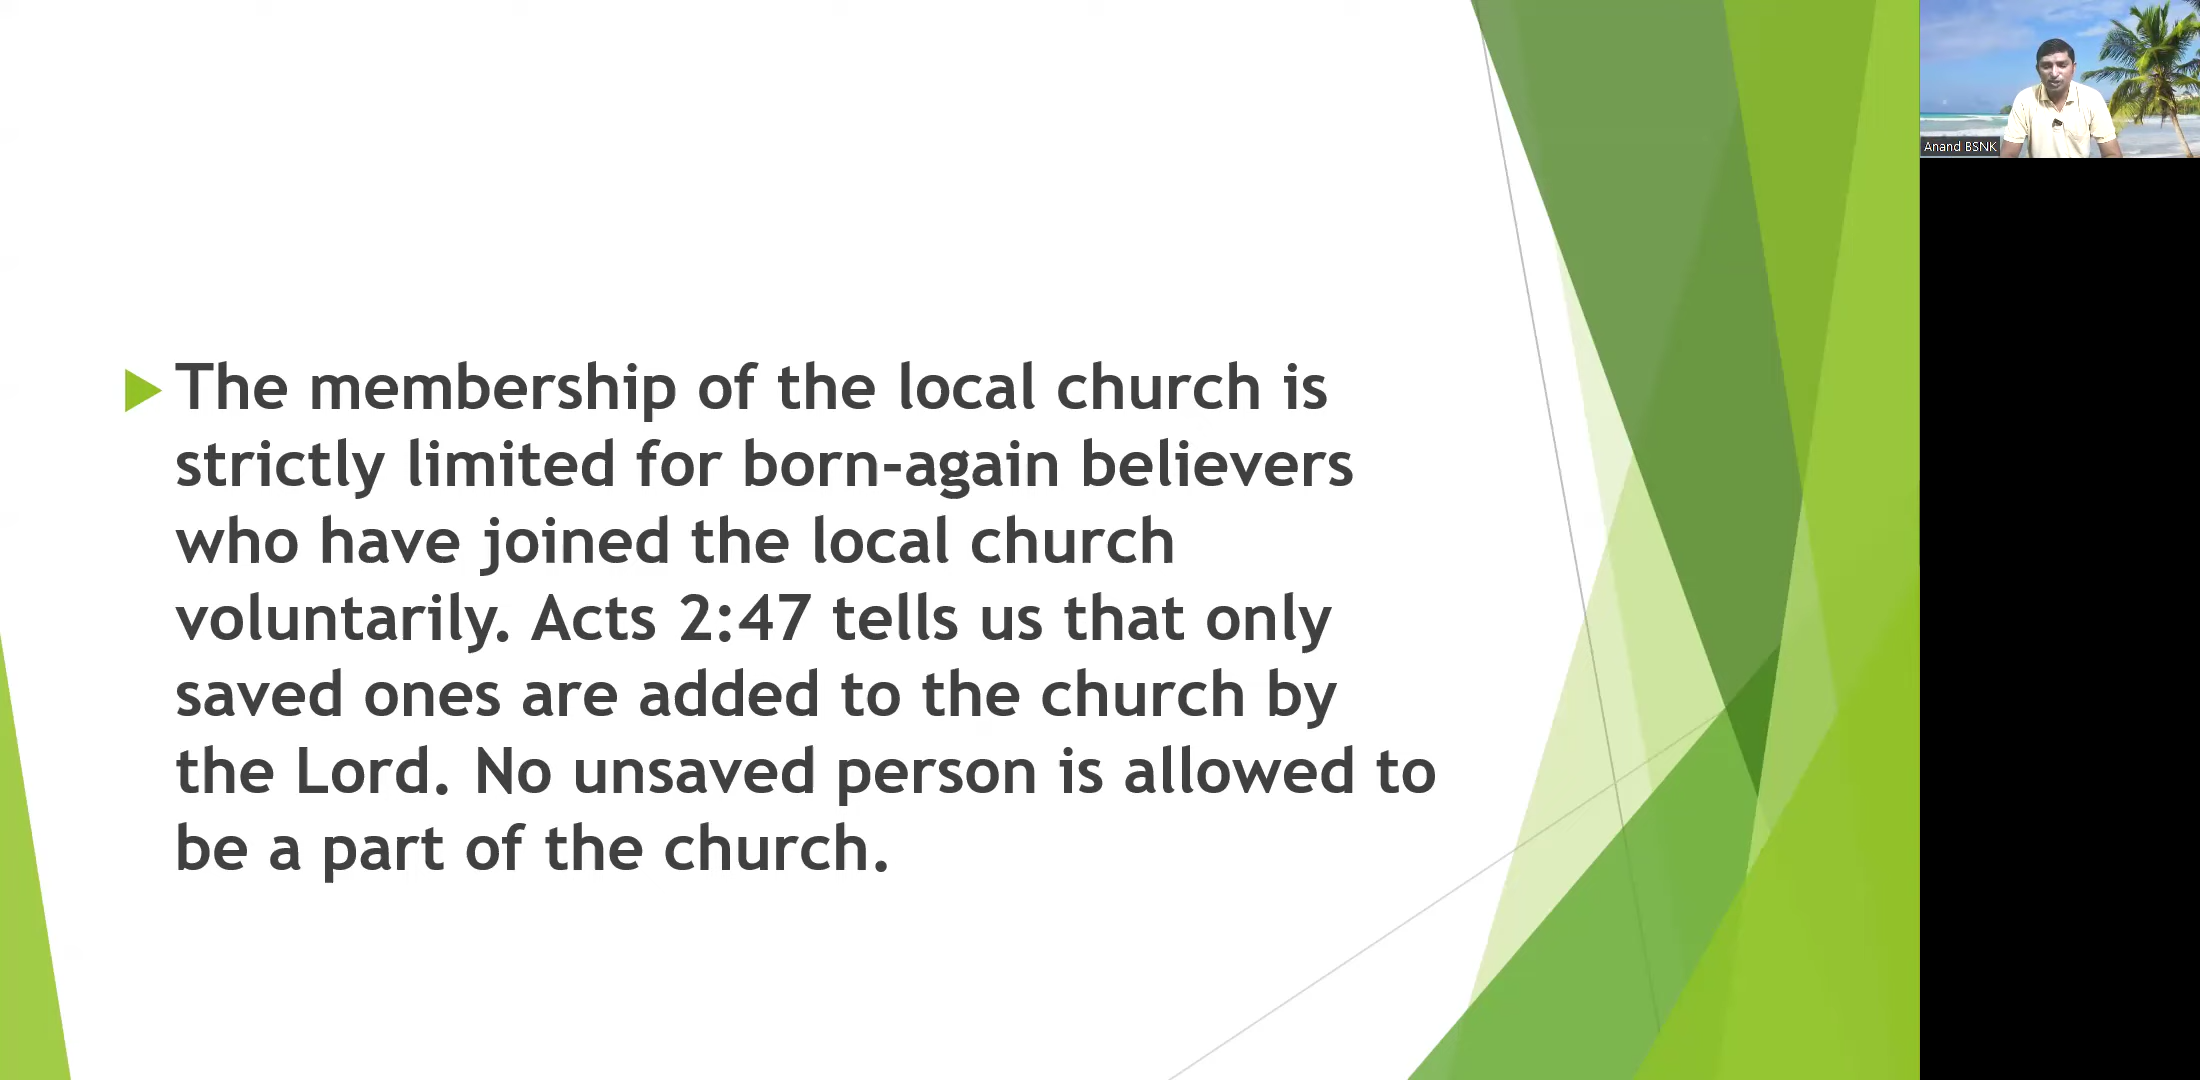 The membership of the local church is
strictly limited for born-again believers
who have joined the local church
voluntarily. Acts 2:47 tells us that only
saved ones are added to the church by
the Lord. No unsaved person is allowed to
be a part of the church.
Anand BSNK